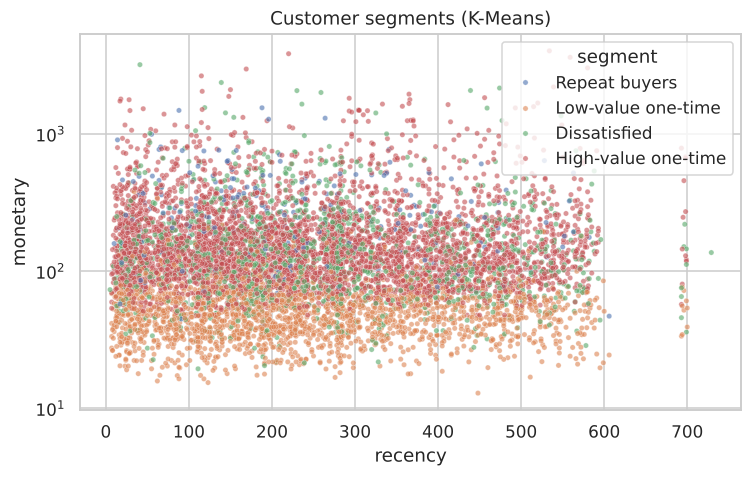 Customer segments (K-Means)
segment
Repeat buyers
Low-value one-time
Dissatisfied
High-value one-time
monetary
10³
10²
10¹
0 100 200 300 400 500 600 700
recency